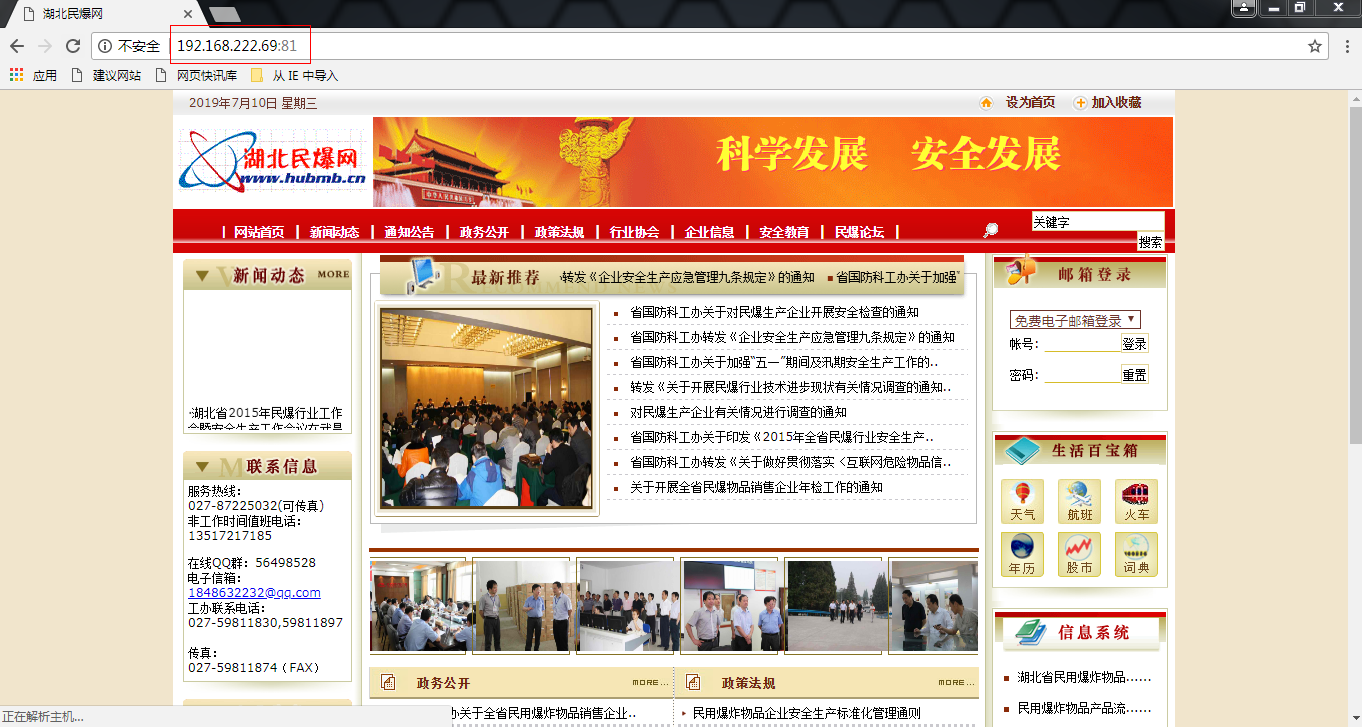 湖北民爆网
不安全 192.168.222.69:81
应用 建议网站 网页快讯库 从 IE 中导入
2019年7月10日 星期三 设为首页 加入收藏
湖北民爆网
www.hubmb.cn
科学发展 安全发展
| 网站首页 | 新闻动态 | 通知公告 | 政务公开 | 政策法规 | 行业协会 | 企业信息 | 安全教育 | 民爆论坛 |
关键字
搜索
新闻动态 MORE
·湖北省2015年民爆行业工作
联系信息
服务热线:
027-87225032(可传真)
非工作时间值班电话:
13517217185
在线QQ群: 56498528
电子信箱:
1848632232@qq.com
工办联系电话:
027-59811830,59811897
传真:
027-59811874（FAX）
最新推荐 转发《企业安全生产应急管理九条规定》的通知 省国防科工办关于加强
省国防科工办关于对民爆生产企业开展安全检查的通知
省国防科工办转发《企业安全生产应急管理九条规定》的通知
省国防科工办关于加强“五一”期间及汛期安全生产工作的..
转发《关于开展民爆行业技术进步现状有关情况调查的通知..
对民爆生产企业有关情况进行调查的通知
省国防科工办关于印发《2015年全省民爆行业安全生产..
省国防科工办转发《关于做好贯彻落实〈互联网危险物品信..
关于开展全省民爆物品销售企业年检工作的通知
政务公开 MORE...
办关于全省民用爆炸物品销售企业..
政策法规 MORE...
民用爆炸物品企业安全生产标准化管理通则
邮箱登录
免费电子邮箱登录
帐号: 登录
密码: 重置
生活百宝箱
天气 航班 火车
年历 股市 词典
信息系统
湖北省民用爆炸物品......
民用爆炸物品产品流......
正在解析主机...